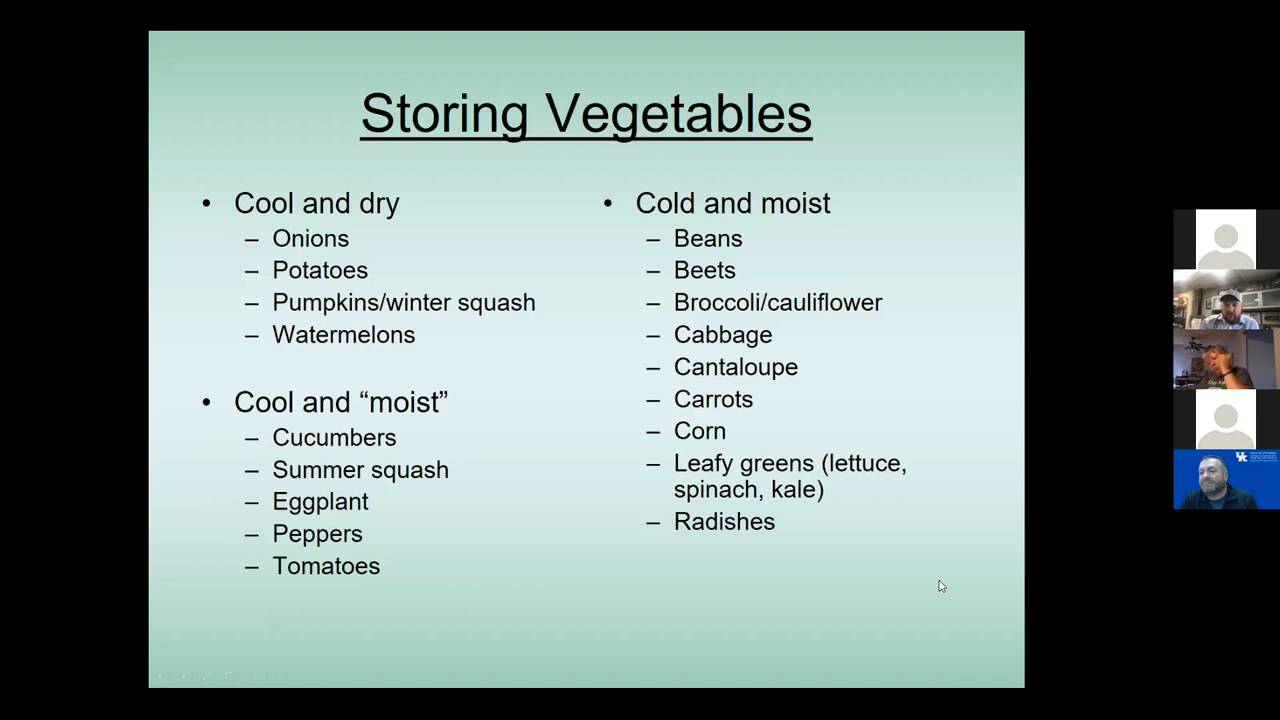 Storing Vegetables
• Cool and dry
– Onions
– Potatoes
– Pumpkins/winter squash
– Watermelons
• Cool and “moist”
– Cucumbers
– Summer squash
– Eggplant
– Peppers
– Tomatoes
• Cold and moist
– Beans
– Beets
– Broccoli/cauliflower
– Cabbage
– Cantaloupe
– Carrots
– Corn
– Leafy greens (lettuce,
spinach, kale)
– Radishes
UK